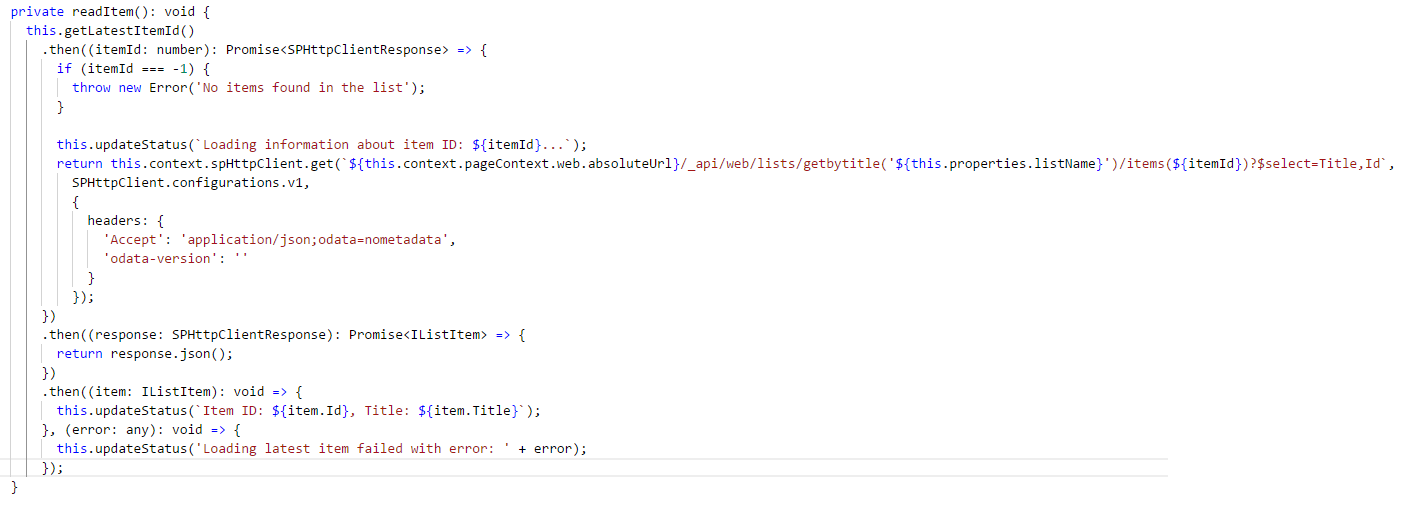 private readItem(): void {
  this.getLatestItemId()
    .then((itemId: number): Promise<SPHttpClientResponse> => {
      if (itemId === -1) {
        throw new Error('No items found in the list');
      }

      this.updateStatus(`Loading information about item ID: ${itemId}...`);
      return this.context.spHttpClient.get(`${this.context.pageContext.web.absoluteUrl}/_api/web/lists/getbytitle('${this.properties.listName}')/items(${itemId})?$select=Title,Id`,
        SPHttpClient.configurations.v1,
        {
          headers: {
            'Accept': 'application/json;odata=nometadata',
            'odata-version': ''
          }
        });
    })
    .then((response: SPHttpClientResponse): Promise<IListItem> => {
      return response.json();
    })
    .then((item: IListItem): void => {
      this.updateStatus(`Item ID: ${item.Id}, Title: ${item.Title}`);
    }, (error: any): void => {
      this.updateStatus('Loading latest item failed with error: ' + error);
    });
}